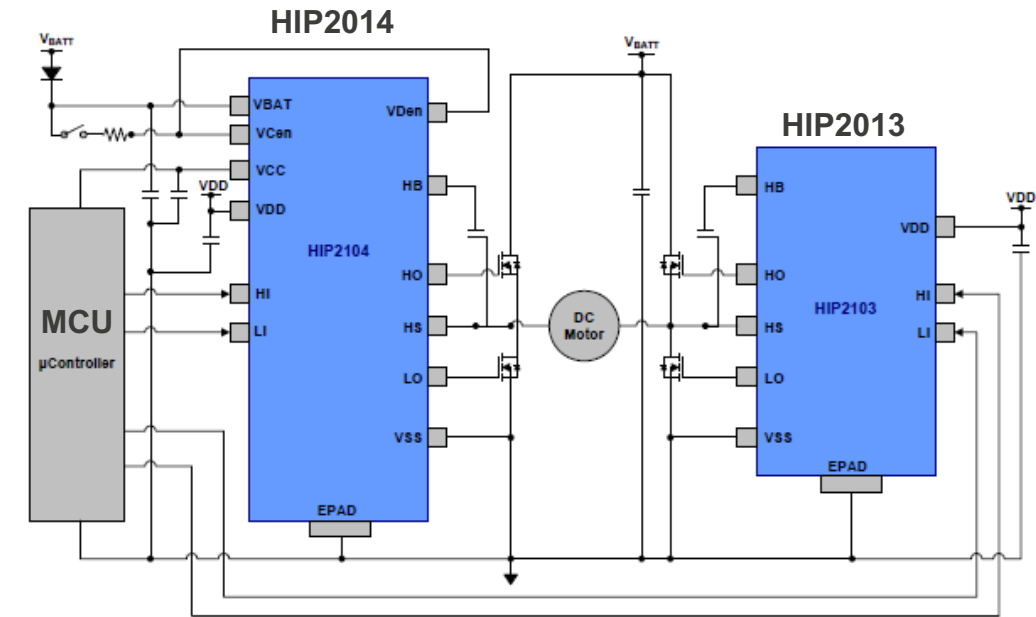 HIP2014
HIP2013
VBATT
VBATT
VBAT
VCen
VCC
VDD
VDD
HI
LI
VDen
HB
HO
HS
LO
VSS
EPAD
HIP2104
MCU
µController
DC
Motor
HB
HO
HS
LO
VSS
EPAD
HIP2103
VDD
HI
LI
VDD